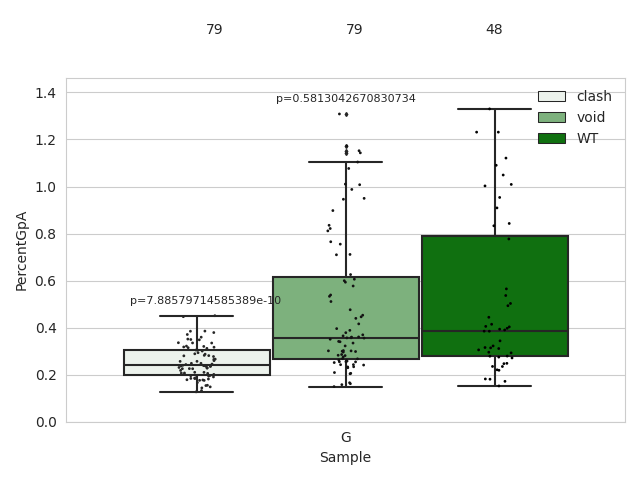 79 79 48
p=0.5813042670830734
p=7.88579714585389e-10
clash
void
WT
1.4
1.2
1.0
0.8
0.6
0.4
0.2
0.0
PercentGpA
G
Sample